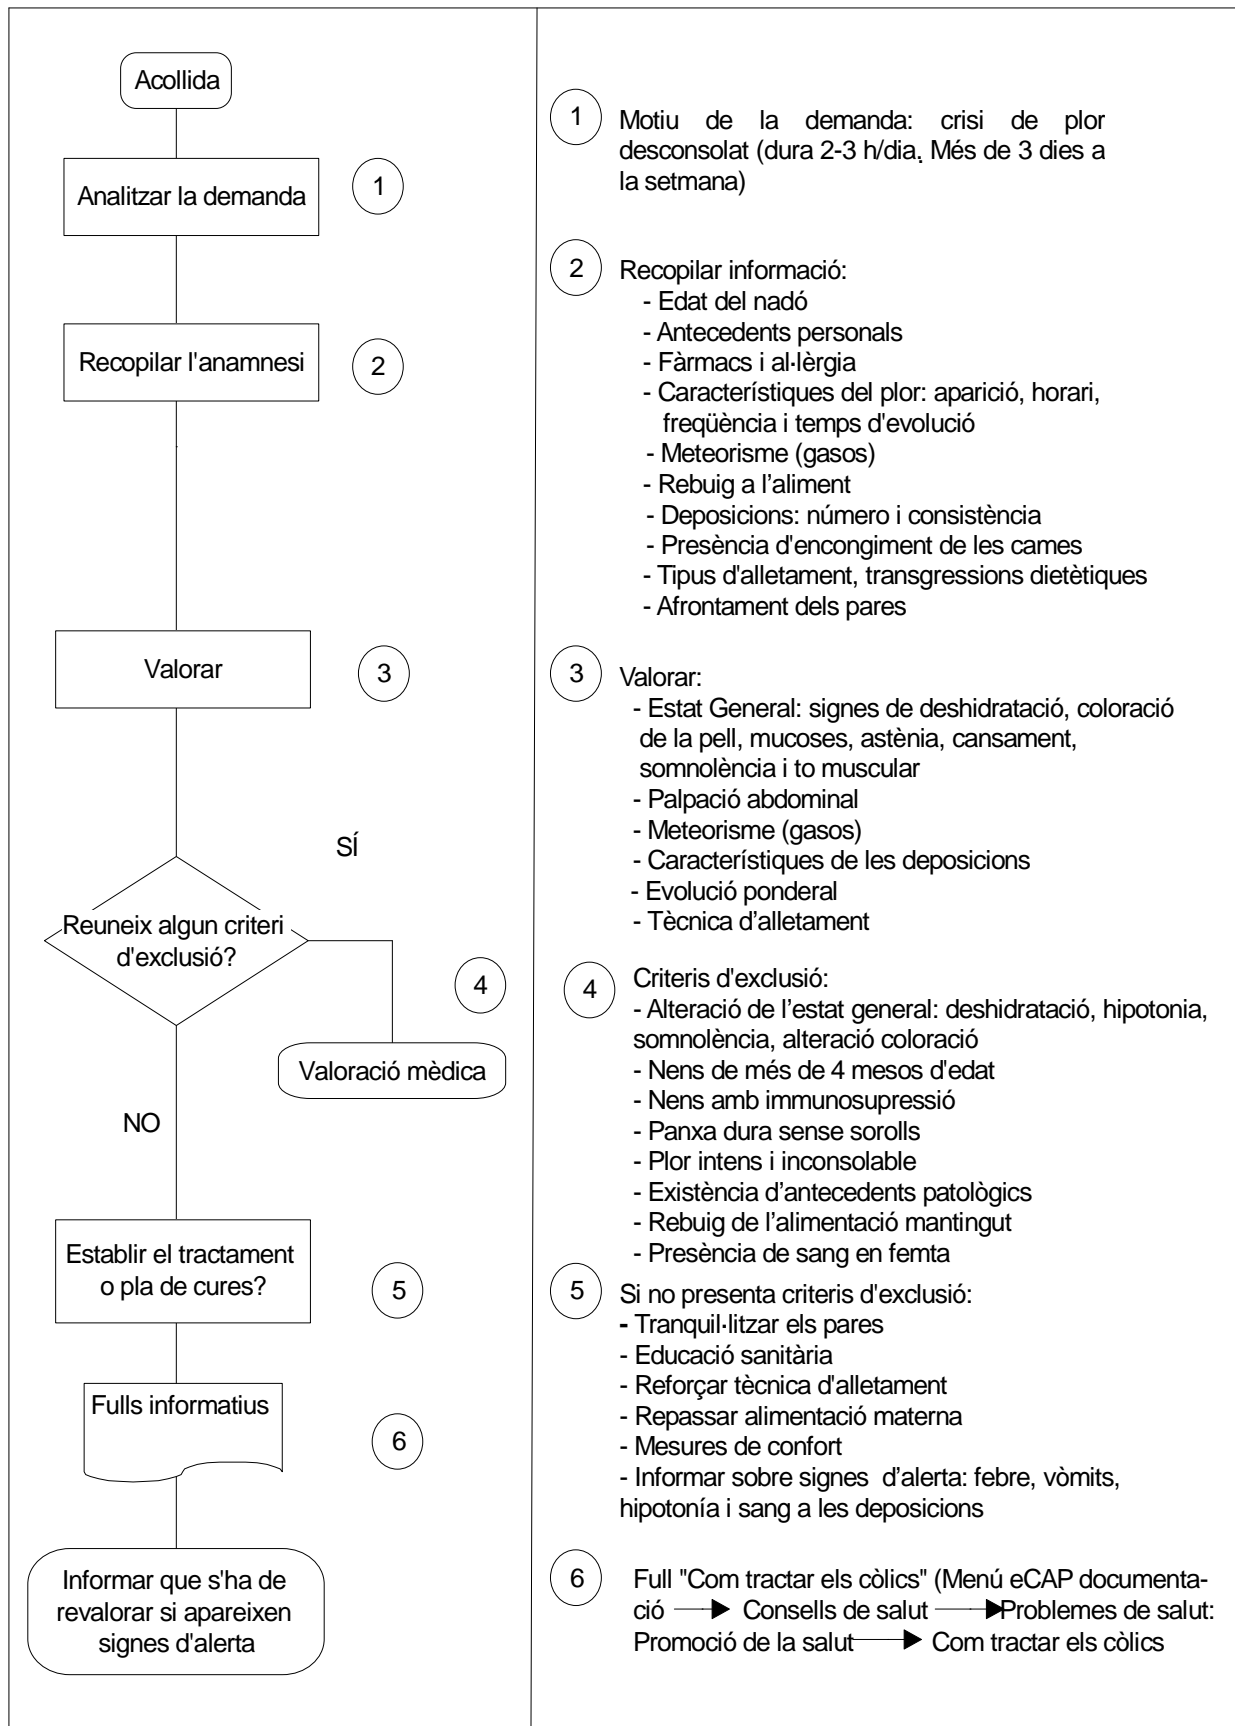 Acollida
Analitzar la demanda
1
Recopilar l'anamnesi
2
Valorar
3
SÍ
Reuneix algun criteri
d'exclusió?
4
Valoració mèdica
NO
Establir el tractament
o pla de cures?
5
Fulls informatius
6
Informar que s'ha de
revalorar si apareixen
signes d'alerta
1
Motiu de la demanda: crisi de plor
desconsolat (dura 2-3 h/dia. Més de 3 dies a
la setmana)
2
Recopilar informació:
- Edat del nadó
- Antecedents personals
- Fàrmacs i al·lèrgia
- Característiques del plor: aparició, horari,
freqüència i temps d'evolució
- Meteorisme (gasos)
- Rebuig a l’aliment
- Deposicions: número i consistència
- Presència d'encongiment de les cames
- Tipus d'alletament, transgressions dietètiques
- Afrontament dels pares
3
Valorar:
- Estat General: signes de deshidratació, coloració
de la pell, mucoses, astènia, cansament,
somnolència i to muscular
- Palpació abdominal
- Meteorisme (gasos)
- Característiques de les deposicions
- Evolució ponderal
- Tècnica d’alletament
4
Criteris d'exclusió:
- Alteració de l’estat general: deshidratació, hipotonia,
somnolència, alteració coloració
- Nens de més de 4 mesos d'edat
- Nens amb immunosupressió
- Panxa dura sense sorolls
- Plor intens i inconsolable
- Existència d’antecedents patològics
- Rebuig de l’alimentació mantingut
- Presència de sang en femta
5
Si no presenta criteris d'exclusió:
- Tranquil·litzar els pares
- Educació sanitària
- Reforçar tècnica d'alletament
- Repassar alimentació materna
- Mesures de confort
- Informar sobre signes d’alerta: febre, vòmits,
hipotonía i sang a les deposicions
6
Full "Com tractar els còlics" (Menú eCAP documenta-
ció → Consells de salut → Problemes de salut:
Promoció de la salut → Com tractar els còlics